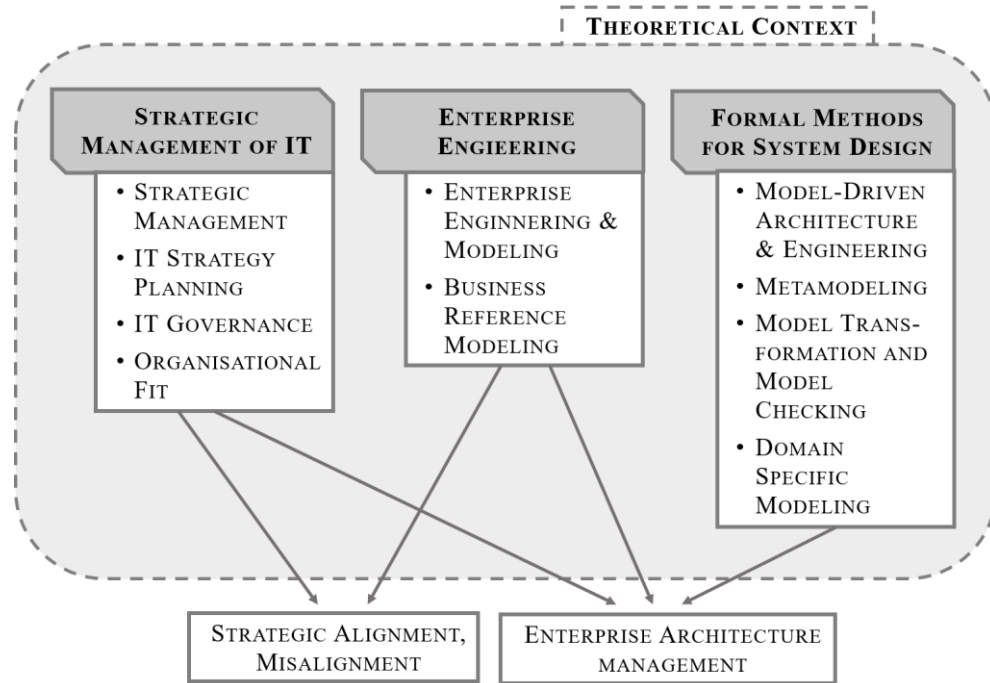 THEORETICAL CONTEXT
STRATEGIC
MANAGEMENT OF IT
• STRATEGIC
MANAGEMENT
• IT STRATEGY
PLANNING
• IT GOVERNANCE
• ORGANISATIONAL
FIT
ENTERPRISE
ENGIEERING
• ENTERPRISE
ENGINNERING &
MODELING
• BUSINESS
REFERENCE
MODELING
FORMAL METHODS
FOR SYSTEM DESIGN
• MODEL-DRIVEN
ARCHITECTURE
& ENGINEERING
• METAMODELING
• MODEL TRANS-
FORMATION AND
MODEL
CHECKING
• DOMAIN
SPECIFIC
MODELING
STRATEGIC ALIGNMENT,
MISALIGNMENT
ENTERPRISE ARCHITECTURE
MANAGEMENT